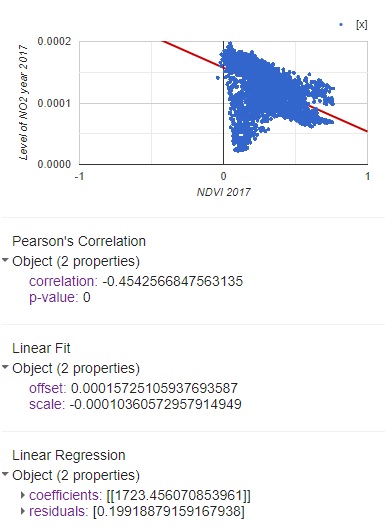 [x]
0.0002
0.0001
0.0000
Level of NO2 year 2017
-1 0 1
NDVI 2017
Pearson's Correlation
Object (2 properties)
correlation: -0.4542566847563135
p-value: 0
Linear Fit
Object (2 properties)
offset: 0.00015725105937693587
scale: -0.00010360572957914949
Linear Regression
Object (2 properties)
coefficients: [[1723.456070853961]]
residuals: [0.19918879159167938]